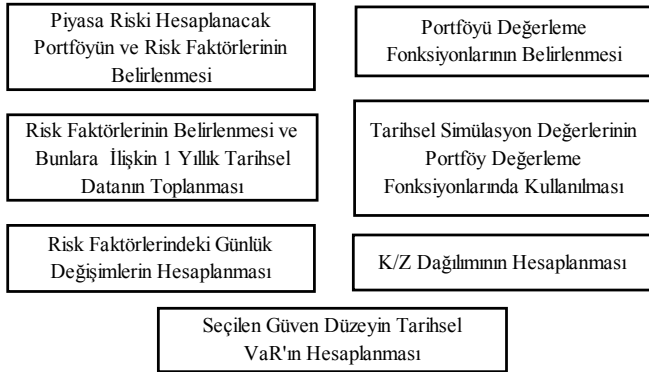 Piyasa Riski Hesaplanacak
Portföyün ve Risk Faktörlerinin
Belirlenmesi
Portföyü Değerleme
Fonksiyonlarının Belirlenmesi
Risk Faktörlerinin Belirlenmesi ve
Bunlara İlişkin 1 Yıllık Tarihsel
Datanın Toplanması
Tarihsel Simülasyon Değerlerinin
Portföy Değerleme
Fonksiyonlarında Kullanılması
Risk Faktörlerindeki Günlük
Değişimlerin Hesaplanması
K/Z Dağılımının Hesaplanması
Seçilen Güven Düzeyin Tarihsel
VaR'ın Hesaplanması